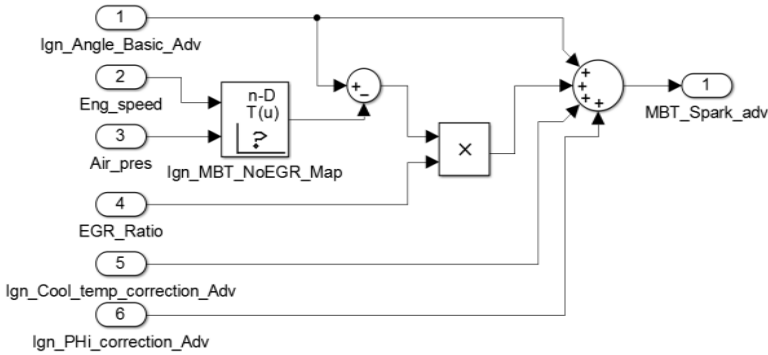 1
Ign_Angle_Basic_Adv
2
Eng_speed
3
Air_pres
n-D
T(u)
?
Ign_MBT_NoEGR_Map
+
−
×
4
EGR_Ratio
5
Ign_Cool_temp_correction_Adv
6
Ign_PHi_correction_Adv
+
+
+
+
1
MBT_Spark_adv